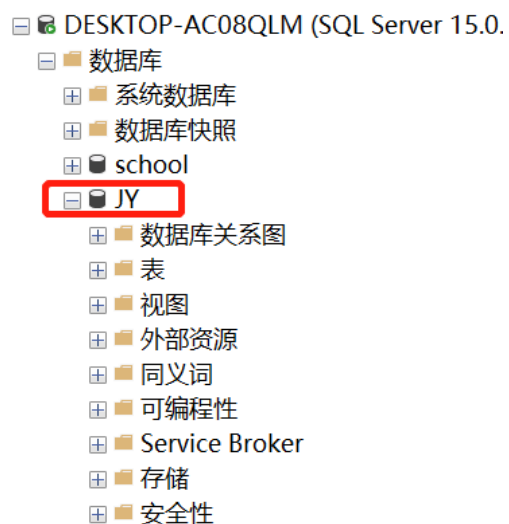 DESKTOP-AC08QLM (SQL Server 15.0.
数据库
系统数据库
数据库快照
school
JY
数据库关系图
表
视图
外部资源
同义词
可编程性
Service Broker
存储
安全性